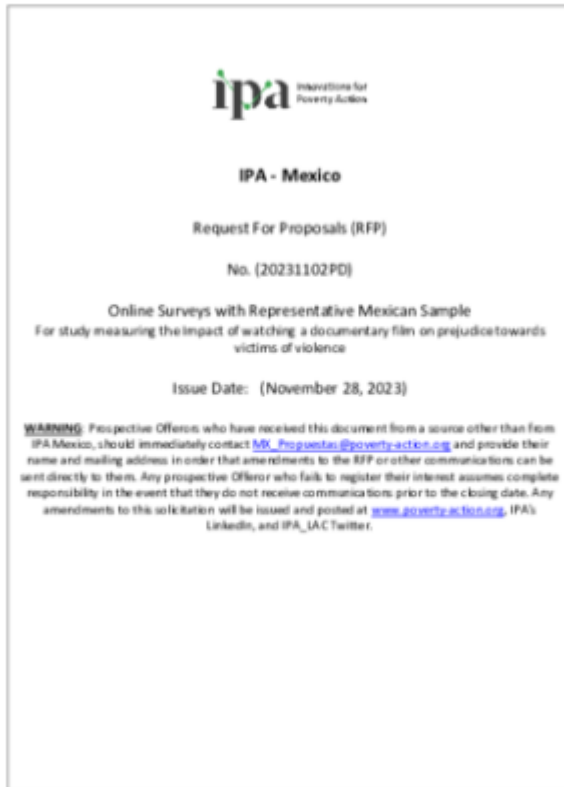 ipa
Innovations for
Poverty Action
IPA - Mexico
Request For Proposals (RFP)
No. (20231102PD)
Online Surveys with Representative Mexican Sample
For study measuring the impact of watching a documentary film on prejudice towards
victims of violence
Issue Date: (November 28, 2023)
WARNING: Prospective Offerors who have received this document from a source other than from
IPA Mexico, should immediately contact MX_Propuestas@poverty-action.org and provide their
name and mailing address in order that amendments to the RFP or other communications can be
sent directly to them. Any prospective Offeror who fails to register their interest assumes complete
responsibility in the event that they do not receive communications prior to the closing date. Any
amendments to this solicitation will be issued and posted at www.poverty-action.org, IPA's
LinkedIn, and IPA_LAC Twitter.